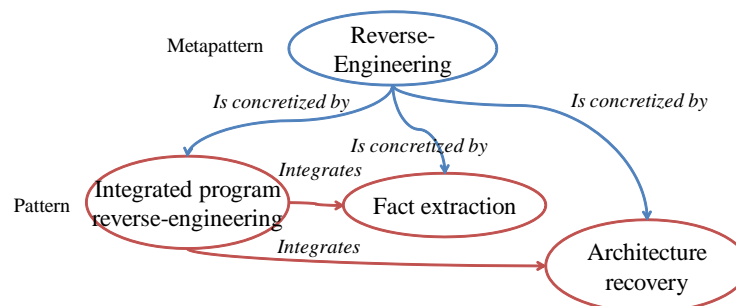 Metapattern
Reverse-
Engineering
Is concretized by
Is concretized by
Is concretized by
Pattern
Integrated program
reverse-engineering
Integrates
Fact extraction
Integrates
Architecture
recovery